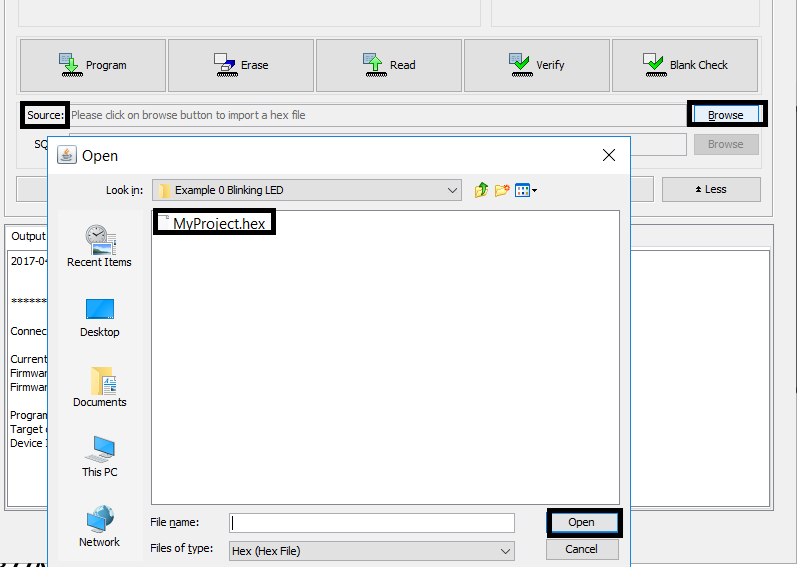 Program Erase Read Verify Blank Check
Source: Please click on browse button to import a hex file Browse
SQ Browse
Less
Open
Look in: Example 0 Blinking LED
MyProject.hex
Recent Items
Desktop
Documents
This PC
Network
File name: Open
Files of type: Hex (Hex File) Cancel
Output
2017-04
*******
Connec
Current
Firmwar
Firmwar
Program
Target
Device